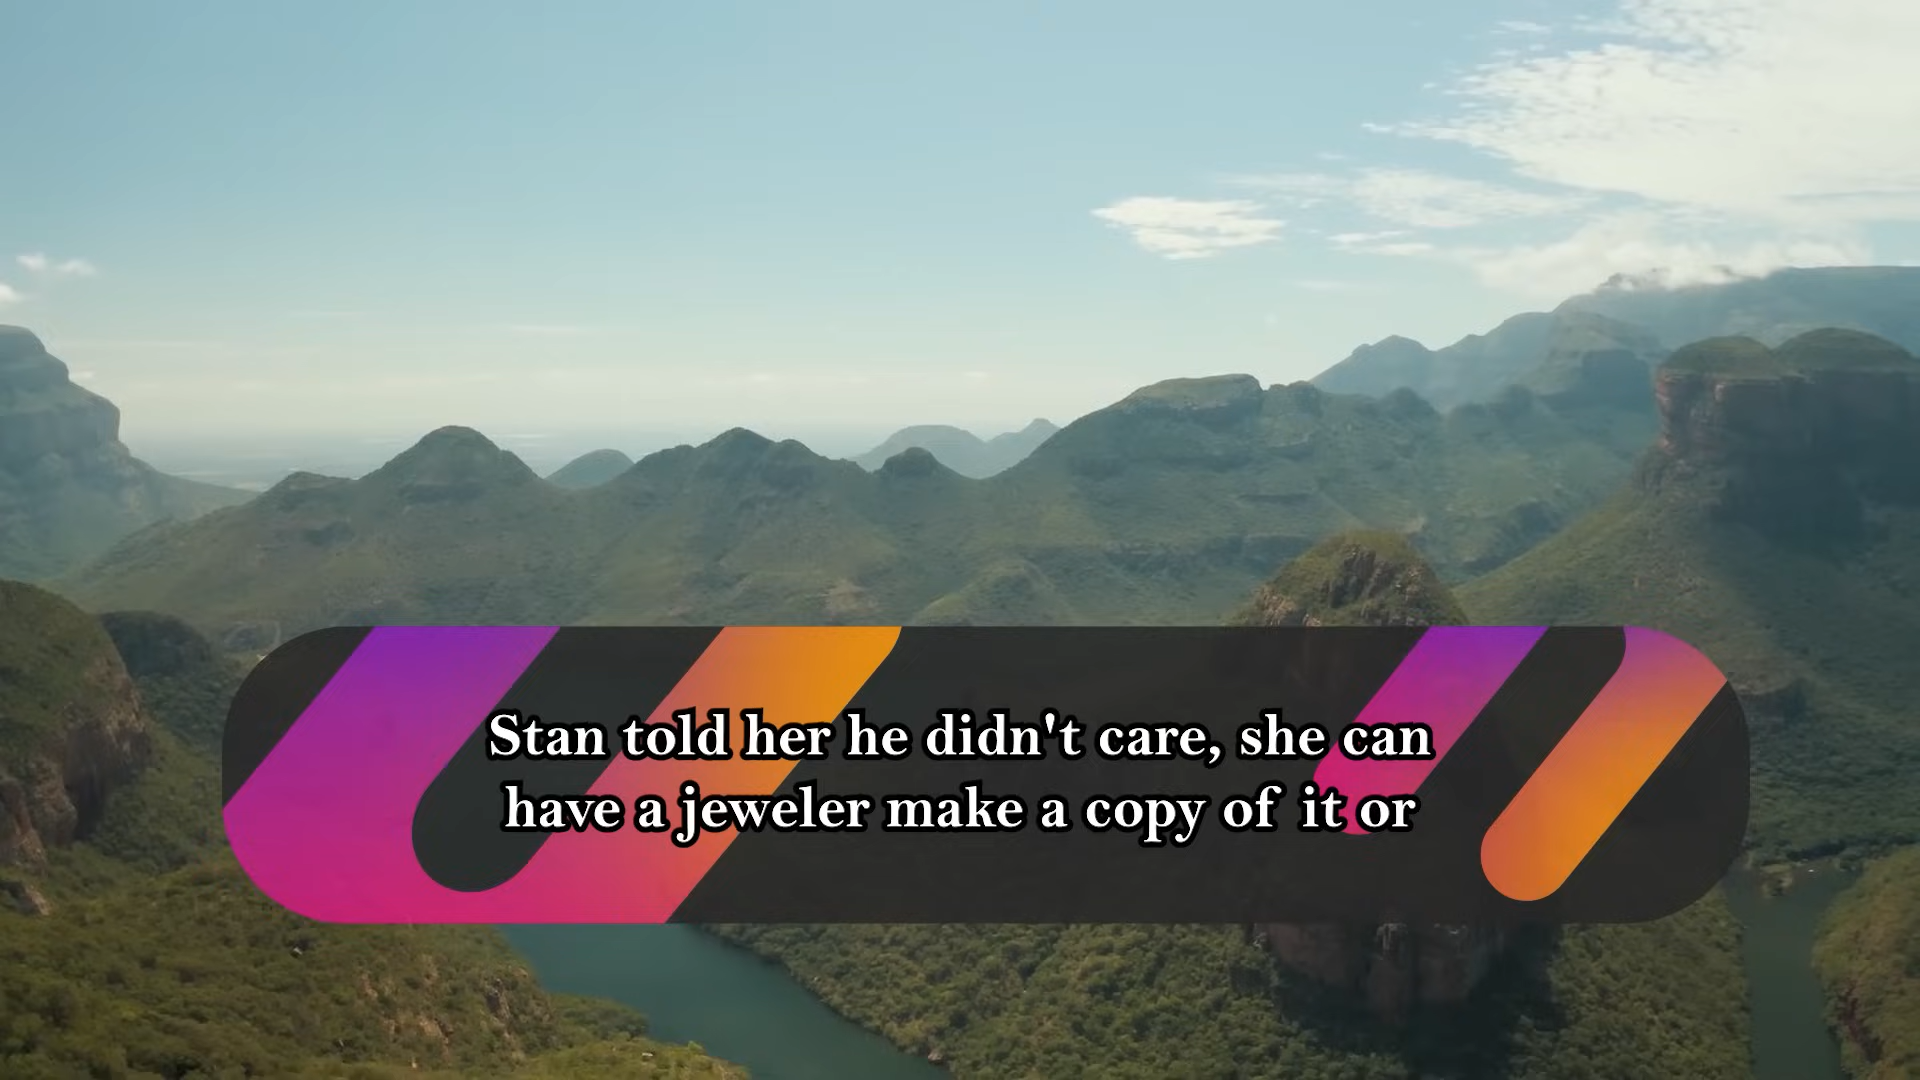 Stan told her he didn't care, she can
have a jeweler make a copy of it or